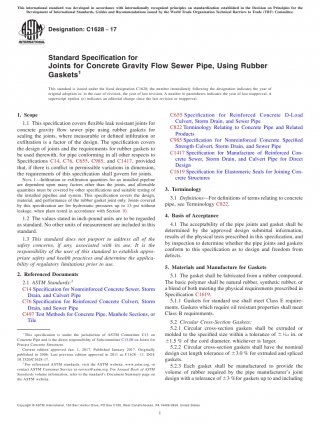 This international standard was developed in accordance with internationally recognized principles on standardization established in the Decision on Principles for the
Development of International Standards, Guides and Recommendations issued by the World Trade Organization Technical Barriers to Trade (TBT) Committee.
Designation: C1628 − 17
Standard Specification for
Joints for Concrete Gravity Flow Sewer Pipe, Using Rubber
Gaskets¹
This standard is issued under the fixed designation C1628; the number immediately following the designation indicates the year of
original adoption or, in the case of revision, the year of last revision. A number in parentheses indicates the year of last reapproval. A
superscript epsilon (ε) indicates an editorial change since the last revision or reapproval.
1. Scope
1.1 This specification covers flexible leak resistant joints for
concrete gravity flow sewer pipe using rubber gaskets for
sealing the joints, where measurable or defined infiltration or
exfiltration is a factor of the design. The specification covers
the design of joints and the requirements for rubber gaskets to
be used therewith, for pipe conforming in all other respects to
Specifications C14, C76, C655, C985, and C1417, provided
that, if there is conflict in permissible variations in dimension,
the requirements of this specification shall govern for joints.
NOTE 1—Infiltration or exfiltration quantities for an installed pipeline
are dependent upon many factors other than the joints, and allowable
quantities must be covered by other specifications and suitable testing of
the installed pipeline and system. This specification covers the design,
material, and performance of the rubber gasket joint only. Joints covered
by this specification are for hydrostatic pressures up to 13 psi without
leakage, when plant tested in accordance with Section 10.
1.2 The values stated in inch-pound units are to be regarded
as standard. No other units of measurement are included in this
standard.
1.3 This standard does not purport to address all of the
safety concerns, if any, associated with its use. It is the
responsibility of the user of this standard to establish appro-
priate safety and health practices and determine the applica-
bility of regulatory limitations prior to use.
2. Referenced Documents
2.1 ASTM Standards:²
C14 Specification for Nonreinforced Concrete Sewer, Storm
Drain, and Culvert Pipe
C76 Specification for Reinforced Concrete Culvert, Storm
Drain, and Sewer Pipe
C497 Test Methods for Concrete Pipe, Manhole Sections, or
Tile
¹ This specification is under the jurisdiction of ASTM Committee C13 on
Concrete Pipe and is the direct responsibility of Subcommittee C13.08 on Joints for
Precast Concrete Structures.
Current edition approved Jan. 1, 2017. Published January 2017. Originally
approved in 2006. Last previous edition approved in 2011 as C1628 – 11. DOI:
10.1520/C1628-17.
² For referenced ASTM standards, visit the ASTM website, www.astm.org, or
contact ASTM Customer Service at service@astm.org. For Annual Book of ASTM
Standards volume information, refer to the standard's Document Summary page on
the ASTM website.
C655 Specification for Reinforced Concrete D-Load
Culvert, Storm Drain, and Sewer Pipe
C822 Terminology Relating to Concrete Pipe and Related
Products
C985 Specification for Nonreinforced Concrete Specified
Strength Culvert, Storm Drain, and Sewer Pipe
C1417 Specification for Manufacture of Reinforced Con-
crete Sewer, Storm Drain, and Culvert Pipe for Direct
Design
C1619 Specification for Elastomeric Seals for Joining Con-
crete Structures
3. Terminology
3.1 Definitions—For definitions of terms relating to concrete
pipe, see Terminology C822.
4. Basis of Acceptance
4.1 The acceptability of the pipe joints and gasket shall be
determined by the approved design submittal information,
results of the physical tests prescribed in this specification, and
by inspection to determine whether the pipe joints and gaskets
conform to this specification as to design and freedom from
defects.
5. Materials and Manufacture for Gaskets
5.1 The gasket shall be fabricated from a rubber compound.
The basic polymer shall be natural rubber, synthetic rubber, or
a blend of both meeting the physical requirements prescribed in
Specification C1619.
5.1.1 Gaskets for standard use shall meet Class E require-
ments. Gaskets which require oil resistant properties shall meet
Class R requirements.
5.2 Circular Cross-Section Gaskets:
5.2.1 Circular cross-section gaskets shall be extruded or
molded to the specified size within a tolerance of
±1.5 % of the cord diameter, whichever is larger.
5.2.2 Circular cross-section gaskets shall have the nominal
design cut length tolerance of ±3.0 % for extruded and spliced
gaskets.
5.2.3 Each gasket shall be manufactured to provide the
volume of rubber required by the pipe manufacturer's joint
design with a tolerance of ±3 % for gaskets up to and including
Copyright © ASTM International, 100 Barr Harbor Drive, PO Box C700, West Conshohocken, PA 19428-2959. United States
1